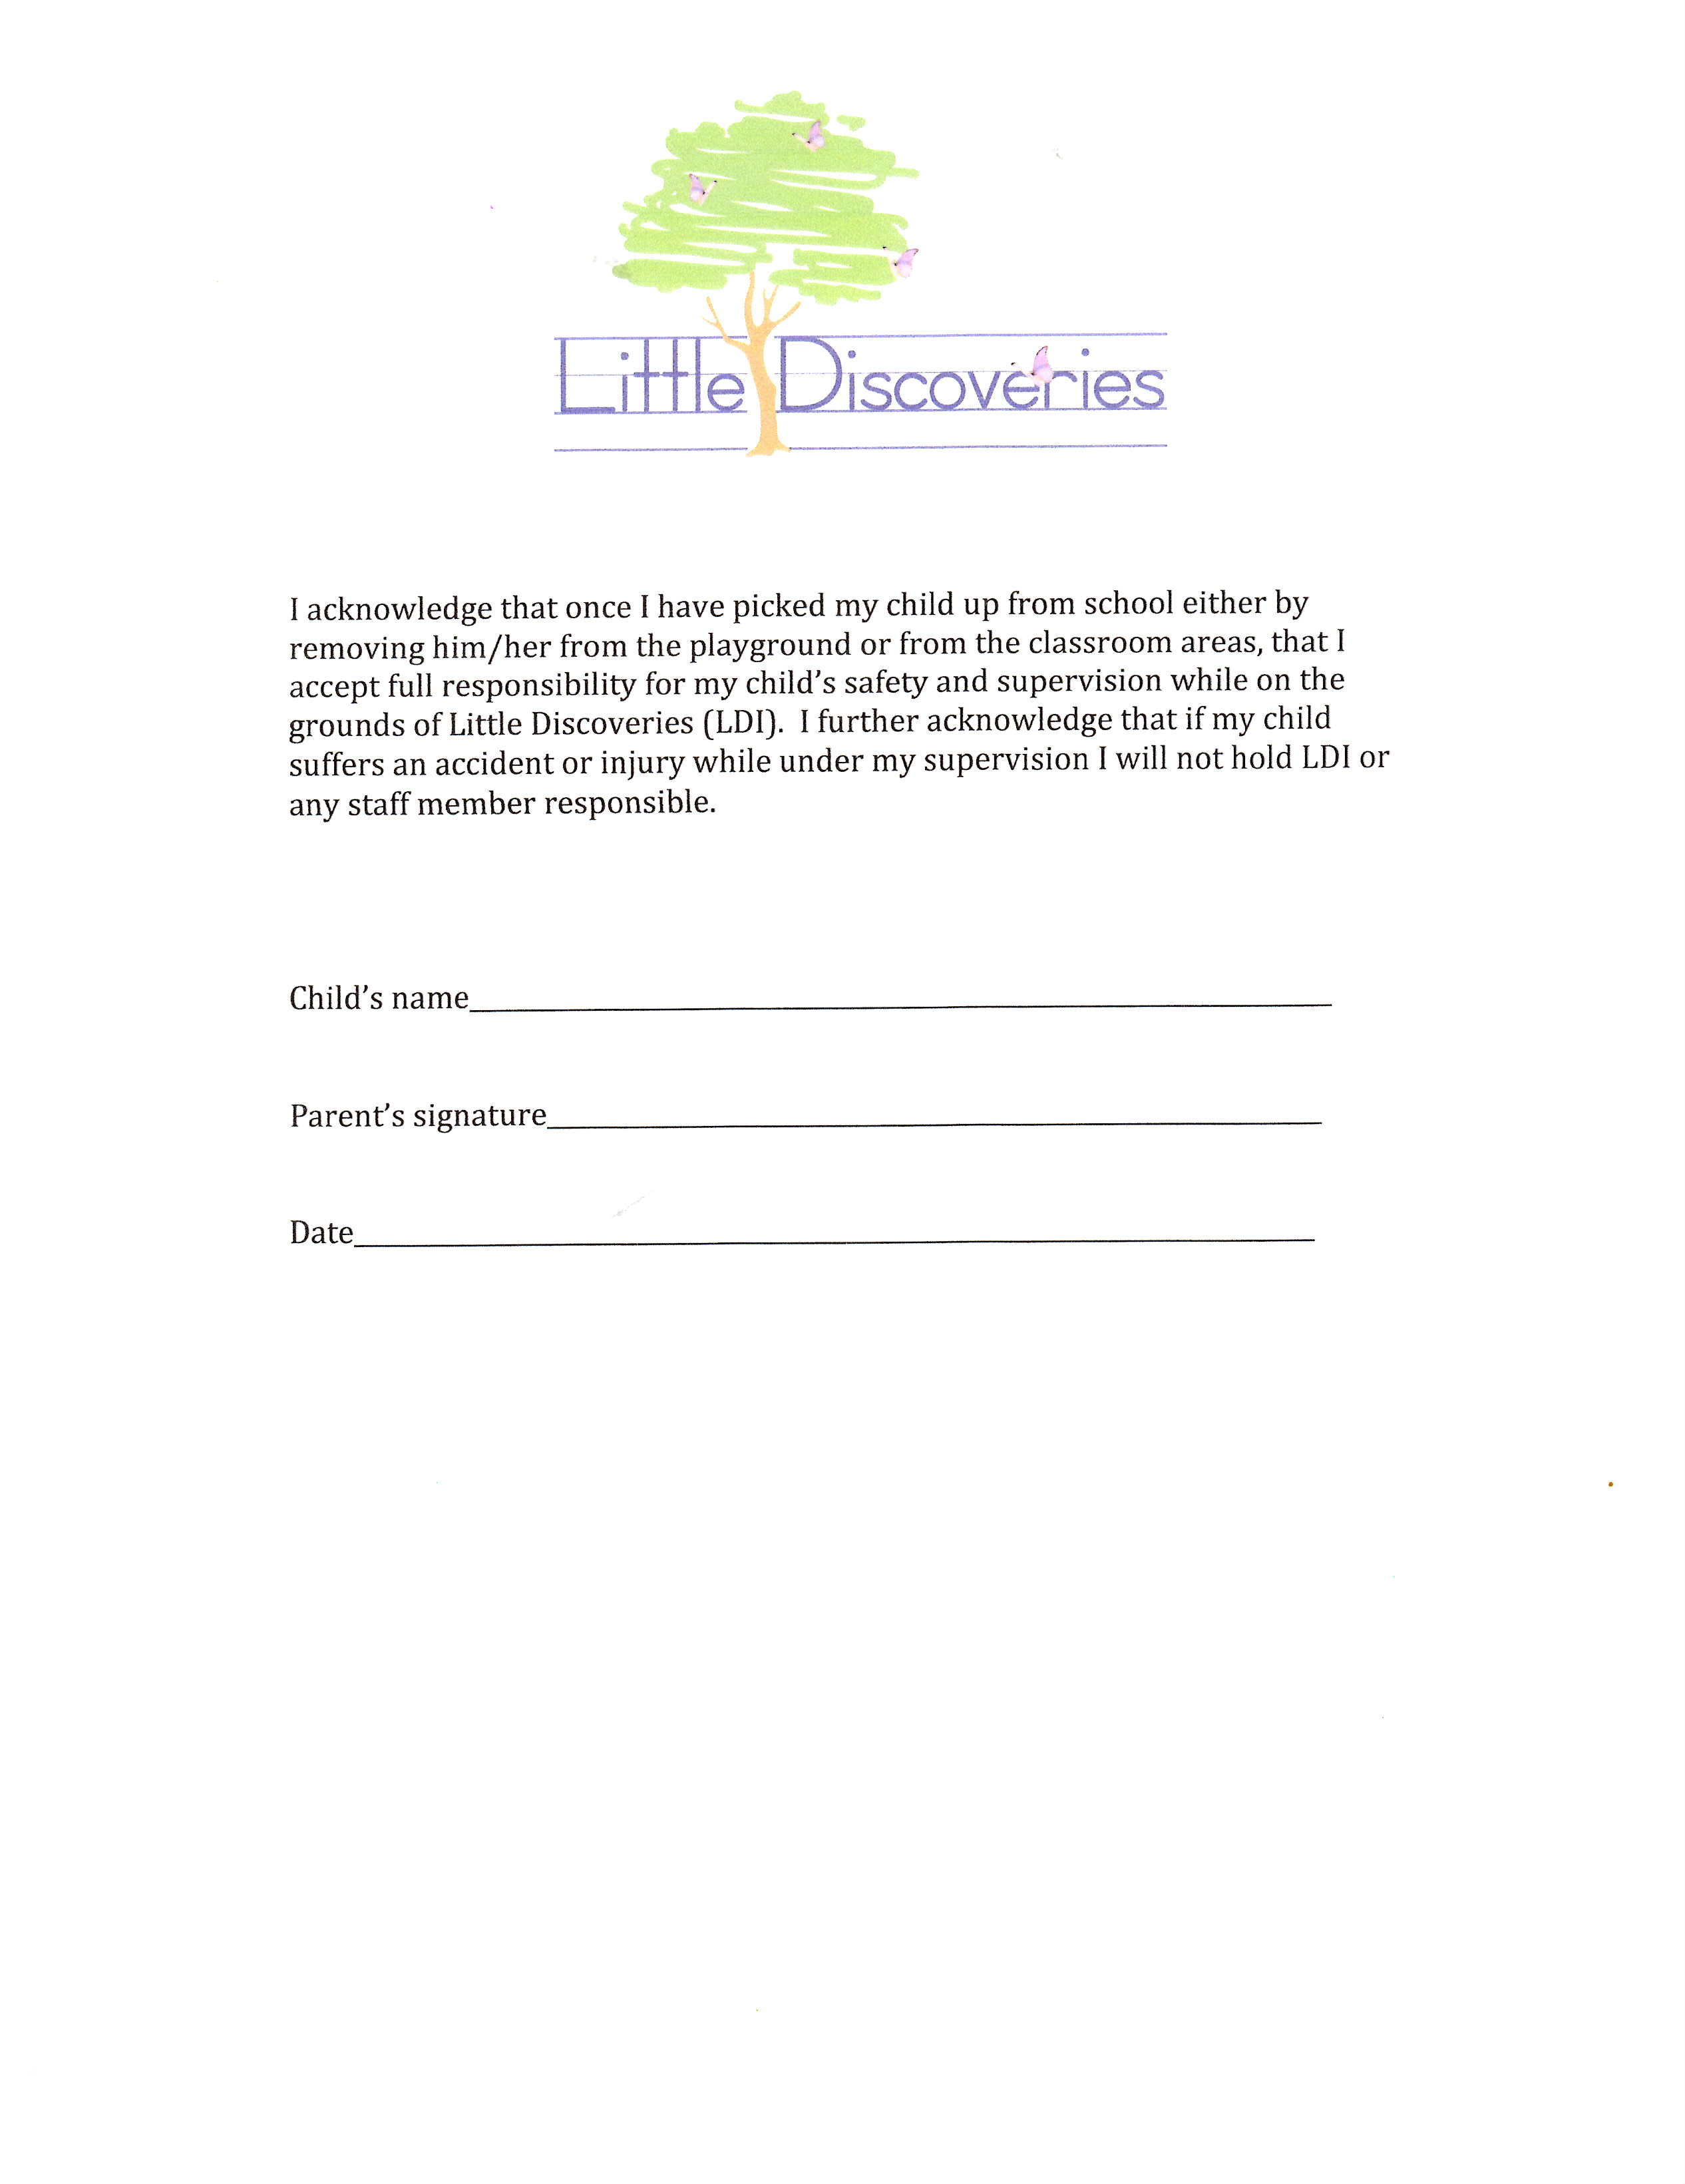 Little Discoveries
I acknowledge that once I have picked my child up from school either by
removing him/her from the playground or from the classroom areas, that I
accept full responsibility for my child’s safety and supervision while on the
grounds of Little Discoveries (LDI).  I further acknowledge that if my child
suffers an accident or injury while under my supervision I will not hold LDI or
any staff member responsible.
Child’s name
Parent’s signature
Date